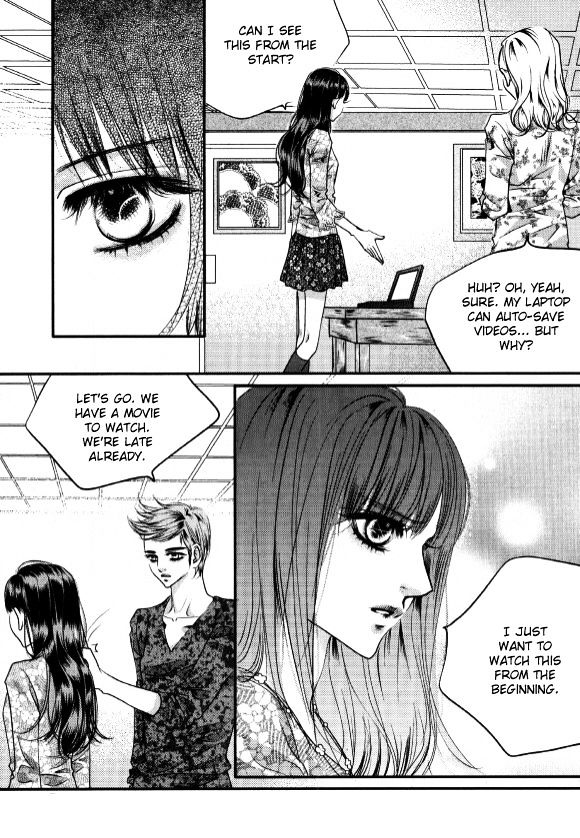 CAN I SEE
THIS FROM THE
START?
HUH? OH, YEAH,
SURE. MY LAPTOP
CAN AUTO-SAVE
VIDEOS... BUT
WHY?
LET'S GO. WE
HAVE A MOVIE
TO WATCH.
WE'RE LATE
ALREADY.
I JUST
WANT TO
WATCH THIS
FROM THE
BEGINNING.